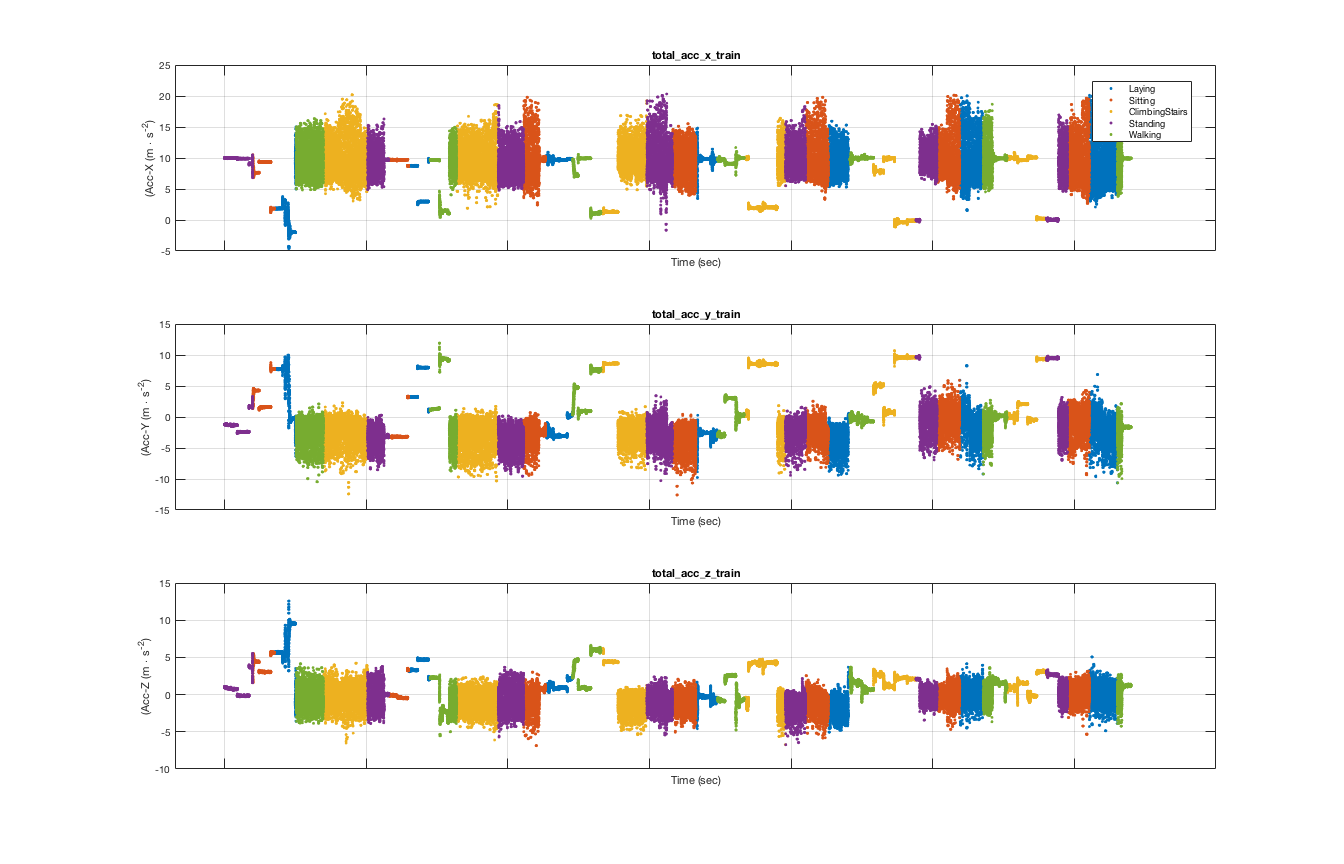 total_acc_x_train
25
20
15
10
5
0
-5
(Acc-X (m · s-2)
Laying
Sitting
ClimbingStairs
Standing
Walking
Time (sec)
total_acc_y_train
15
10
5
0
-5
-10
-15
(Acc-Y (m · s-2)
Time (sec)
total_acc_z_train
15
10
5
0
-5
-10
(Acc-Z (m · s-2)
Time (sec)